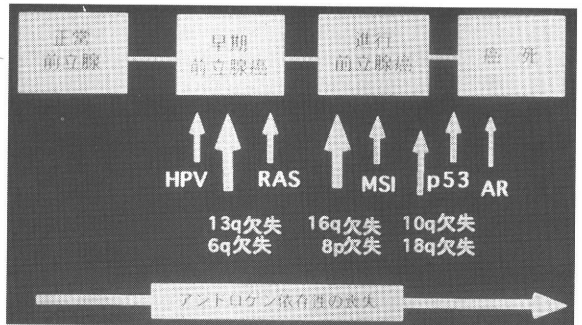 正常
前立腺
早期
前立腺癌
進行
前立腺癌
癌 死
HPV
RAS
MSI
p53
AR
13q欠失
6q欠失
16q欠失
8p欠失
10q欠失
18q欠失
アンドロゲン依存性の喪失